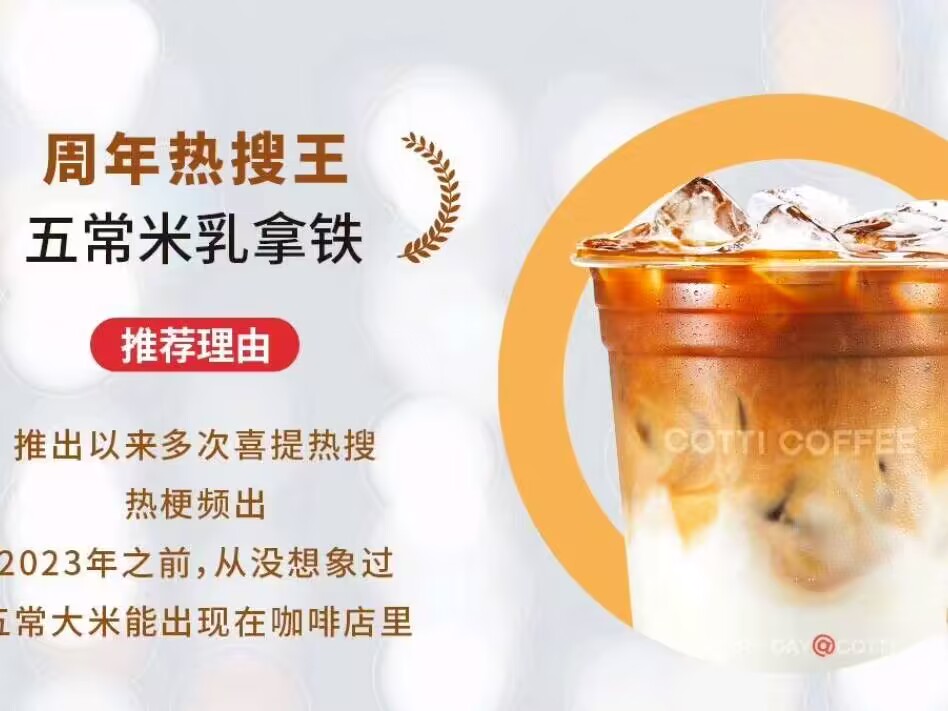 周年热搜王
五常米乳拿铁
推荐理由
推出以来多次喜提热搜
热梗频出
2023年之前,从没想象过
五常大米能出现在咖啡店里
COTTI COFFEE
DAY@COTTI